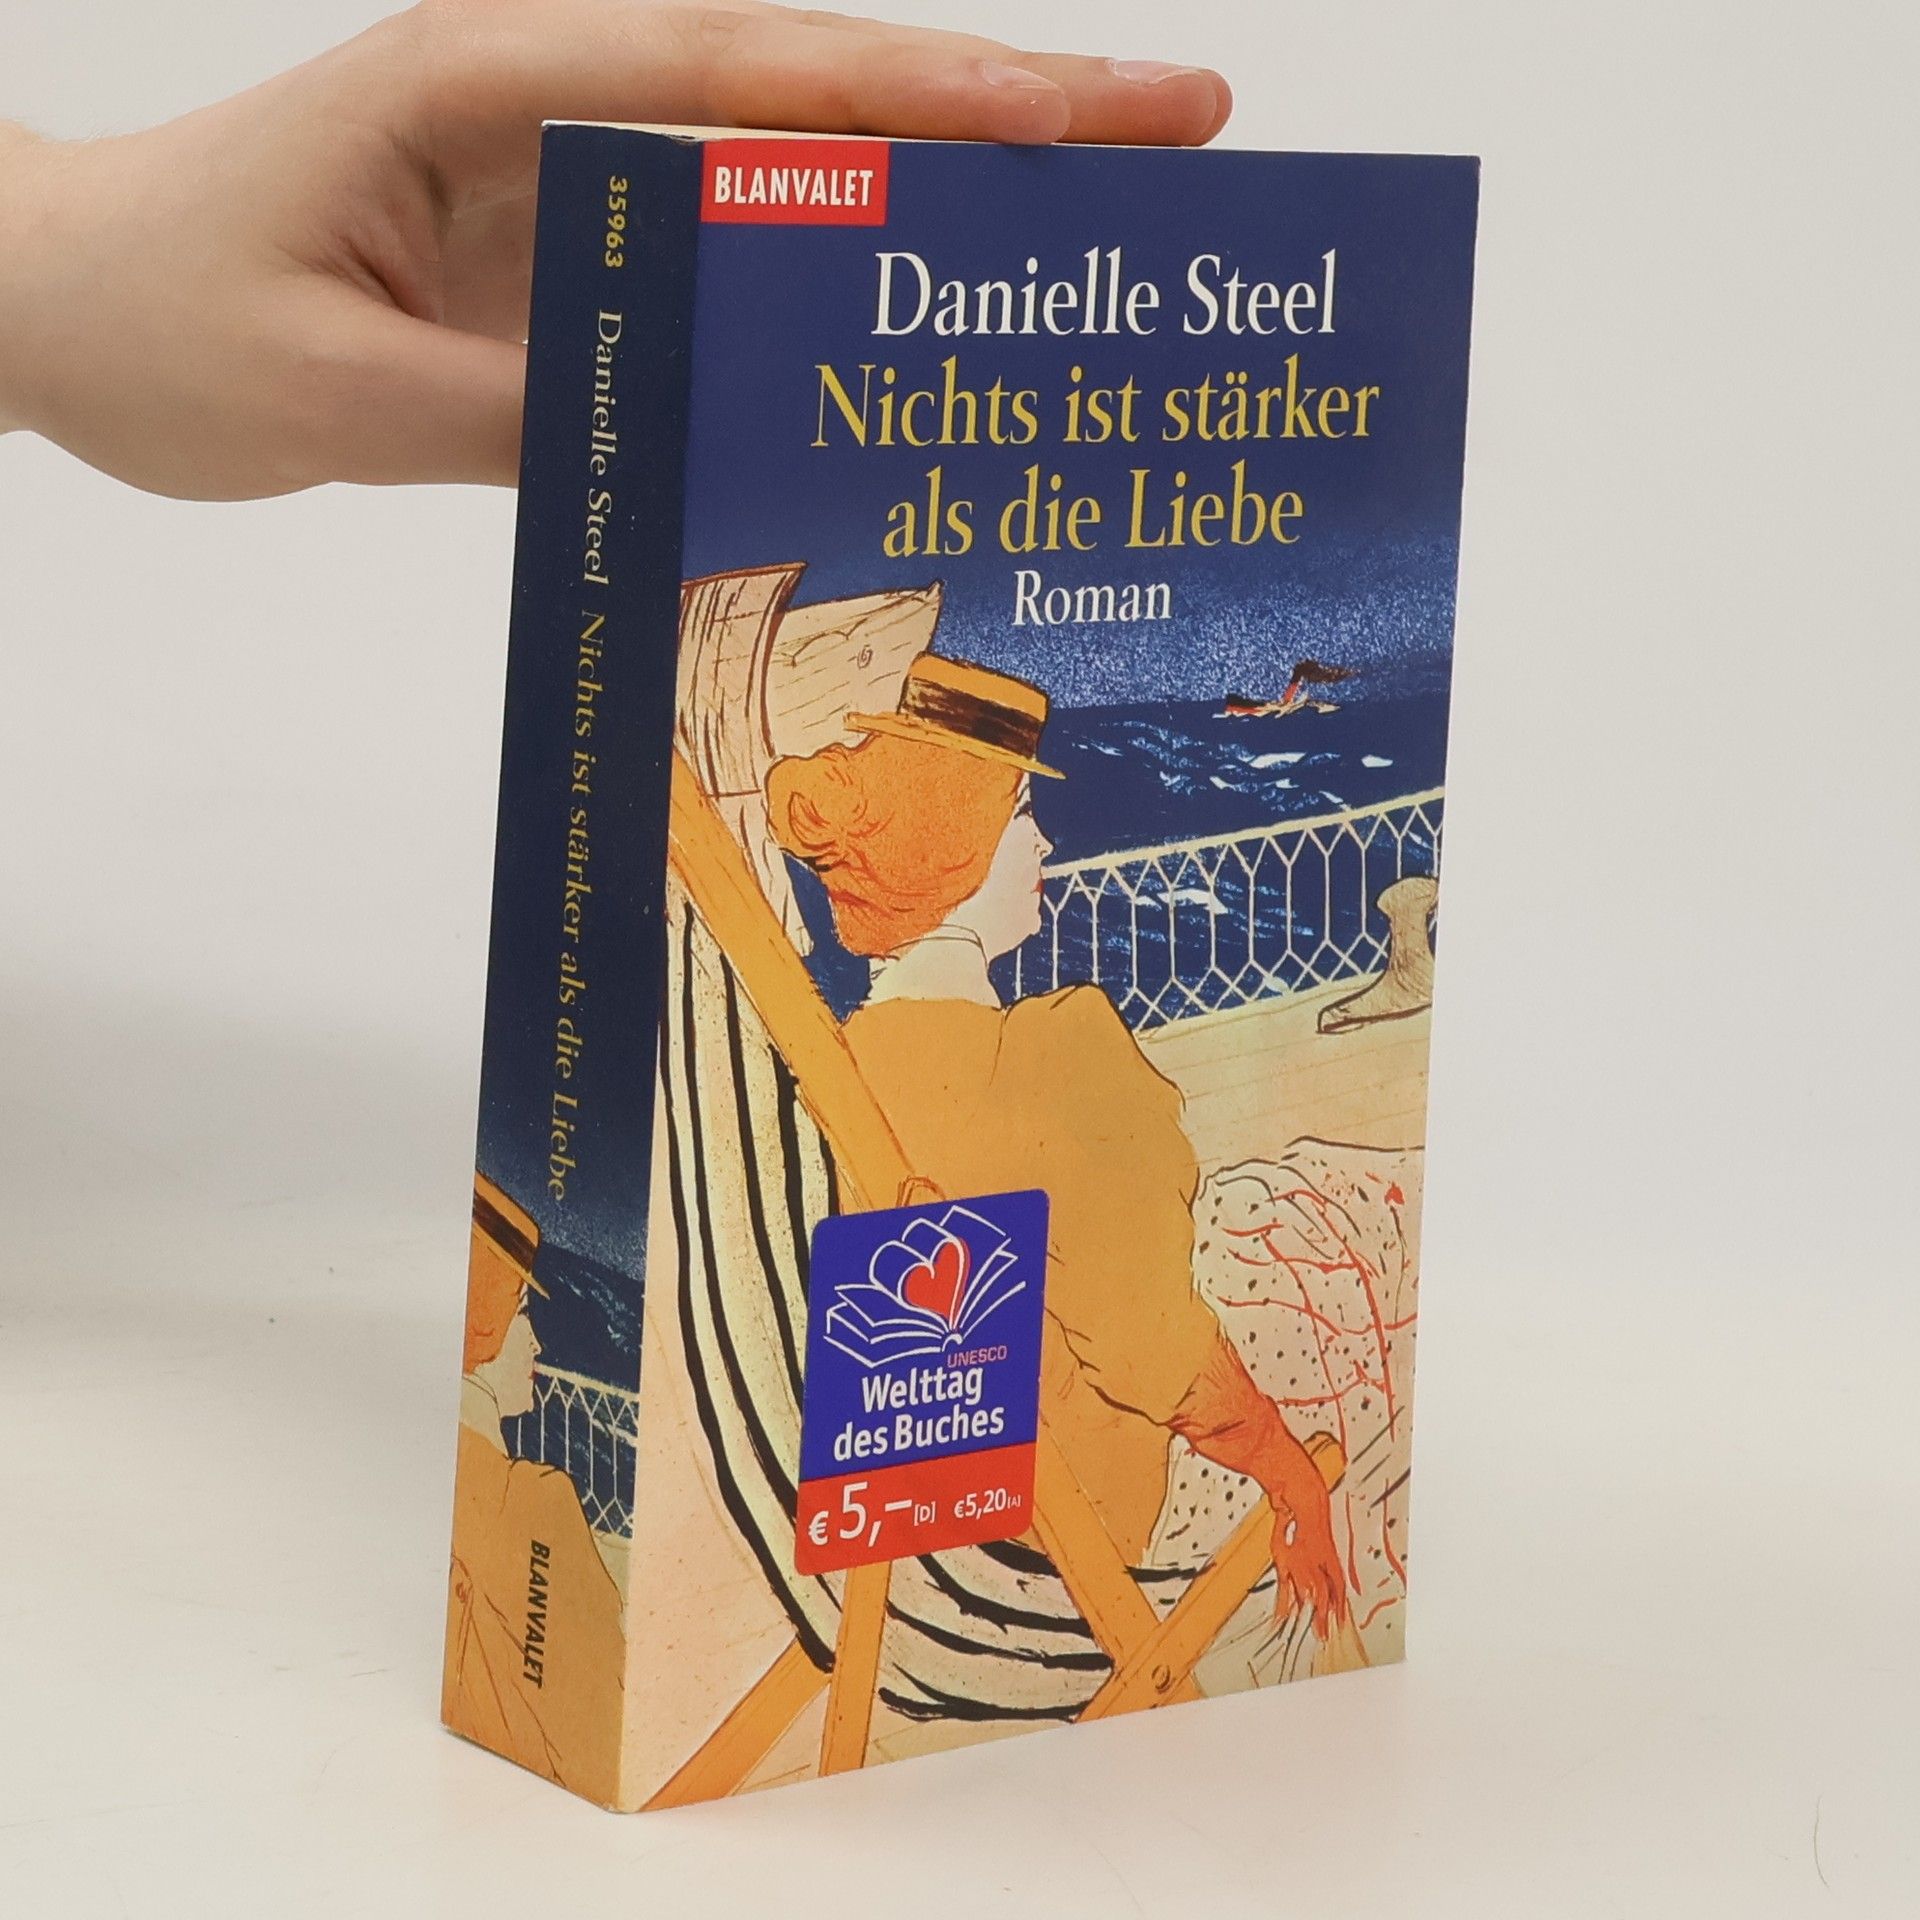 BLANVALET
Danielle Steel
Nichts ist stärker
als die Liebe
Roman
UNESCO
Welttag
des Buches
€ 5,– [D] €5,20 [A]
35963 Danielle Steel Nichts ist stärker als die Liebe
BLANVALET